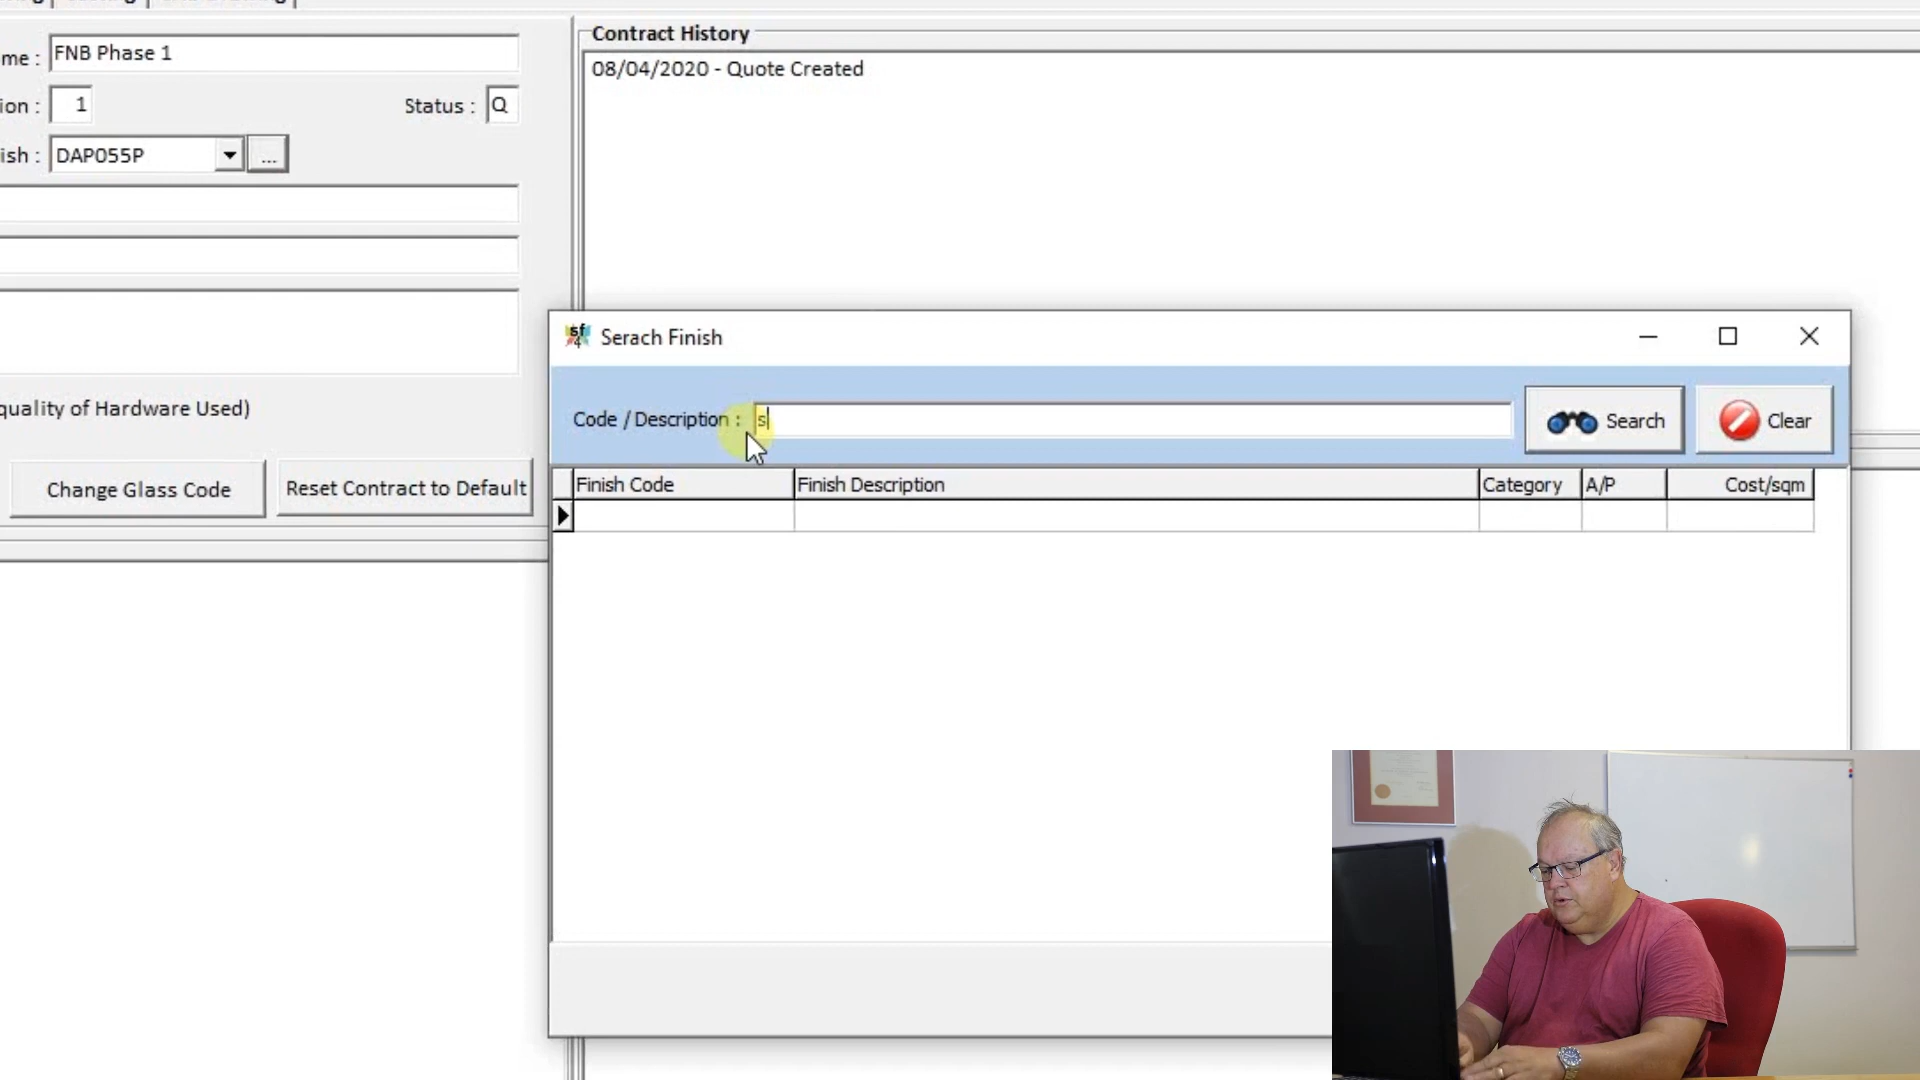 Contract History
me :
FNB Phase 1
08/04/2020 - Quote Created
ion :
1
Status :
Q
ish :
DAP055P
...
sf
4
Serach Finish
Code / Description :
s
Search
Clear
quality of Hardware Used)
Change Glass Code
Reset Contract to Default
Finish Code
Finish Description
Category
A/P
Cost/sqm